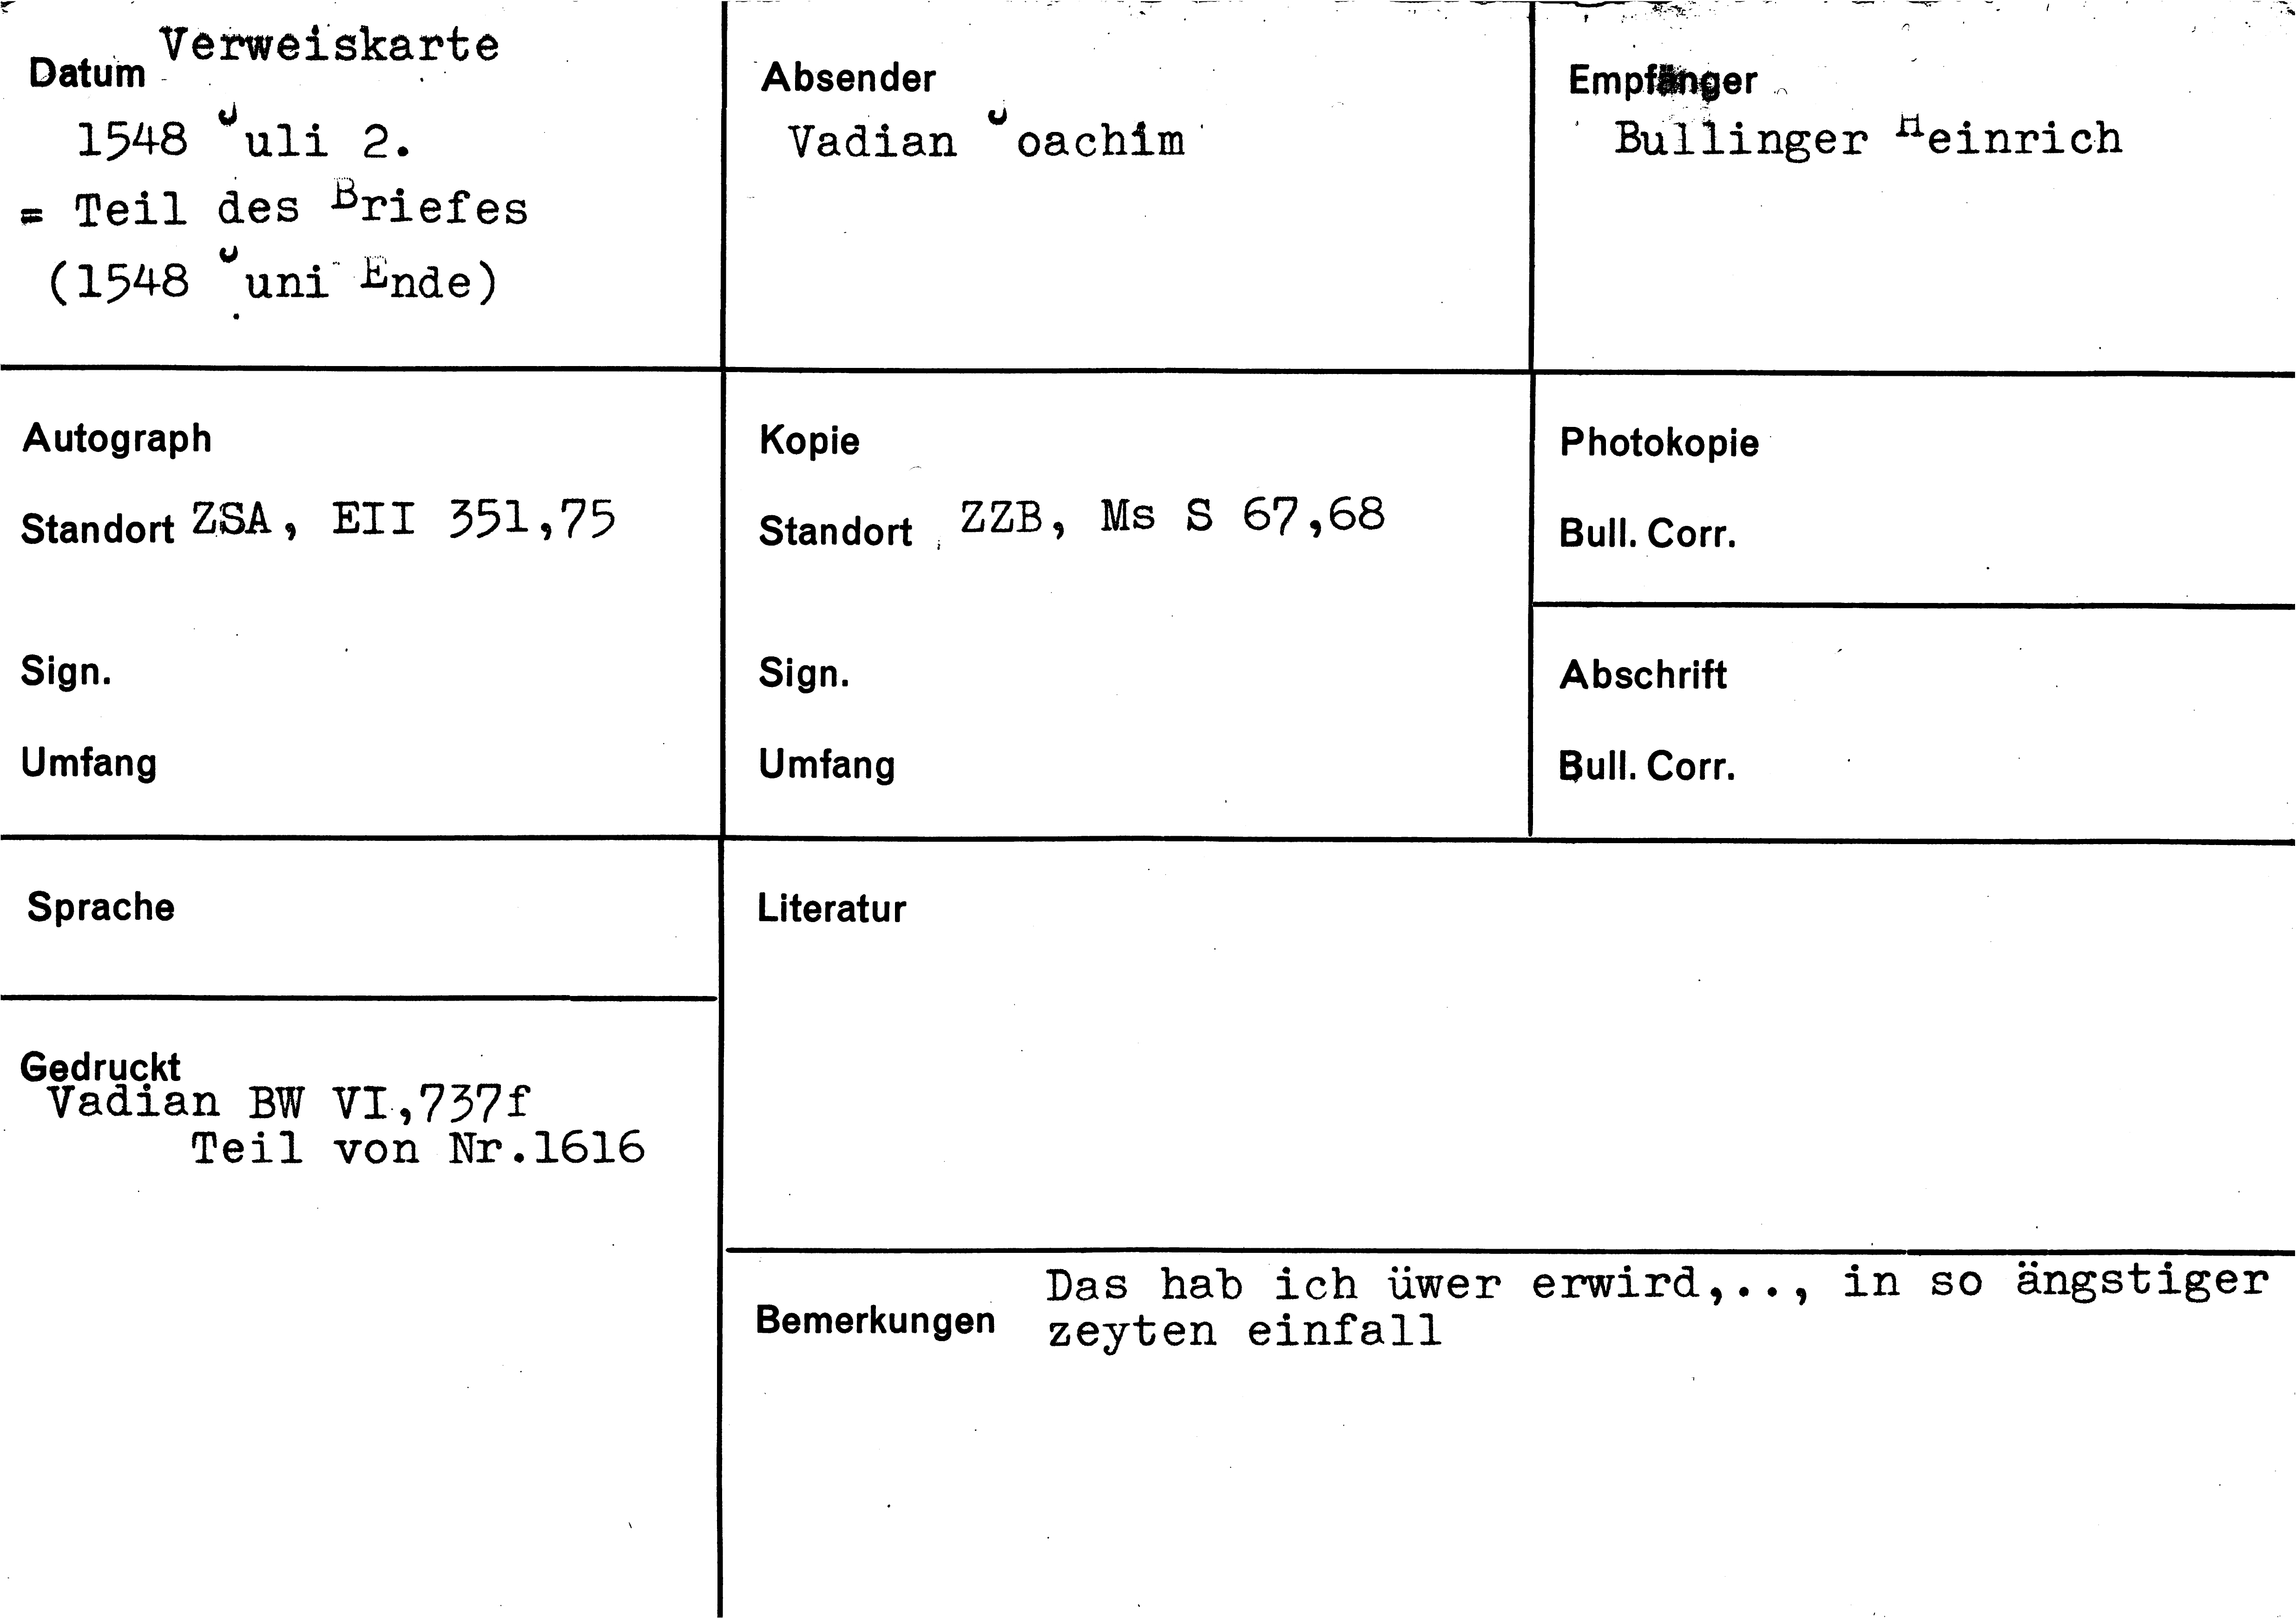 Verweiskarte
Datum
1548 Juli 2.
= Teil des Briefes
(1548 Juni Ende)
Absender
Vadian Joachim
Empfänger
Bullinger Heinrich
Autograph
Standort ZSA, EII 351,75
Sign.
Umfang
Kopie
Standort ZZB, Ms S 67,68
Sign.
Umfang
Photokopie
Bull. Corr.
Abschrift
Bull. Corr.
Sprache
Literatur
Gedruckt
Vadian BW VI,737f
Teil von Nr.1616
Bemerkungen
Das hab ich üwer erwird,.., in so ängstiger
zeyten einfall